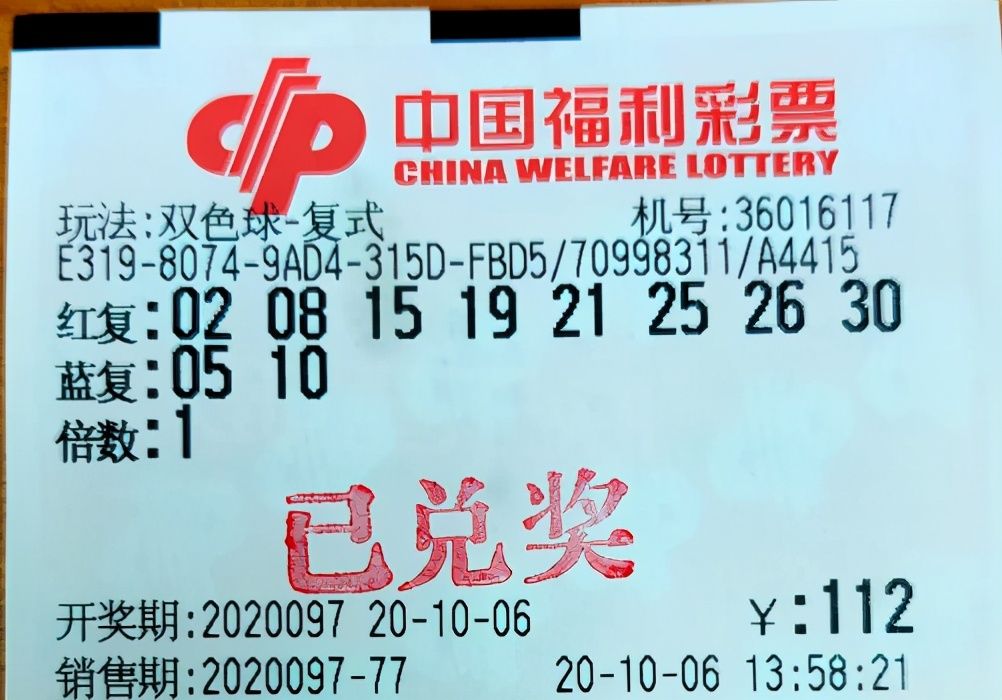 中国福利彩票
CHINA WELFARE LOTTERY
玩法:双色球-复式 机号:36016117
E319-8074-9AD4-315D-FBD5/70998311/A4415
红复:02 08 15 19 21 25 26 30
蓝复:05 10
倍数:1
已兑奖
开奖期:2020097 20-10-06 ¥:112
销售期:2020097-77 20-10-06 13:58:21